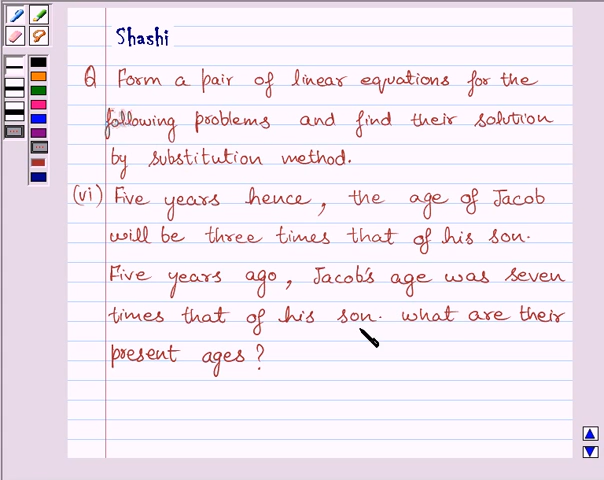 Shashi
Q Form a pair of linear equations for the
following problems and find their solution
by substitution method.
(vi) Five years hence, the age of Jacob
will be three times that of his son.
Five years ago, Jacob's age was seven
times that of his son. what are their
present ages?